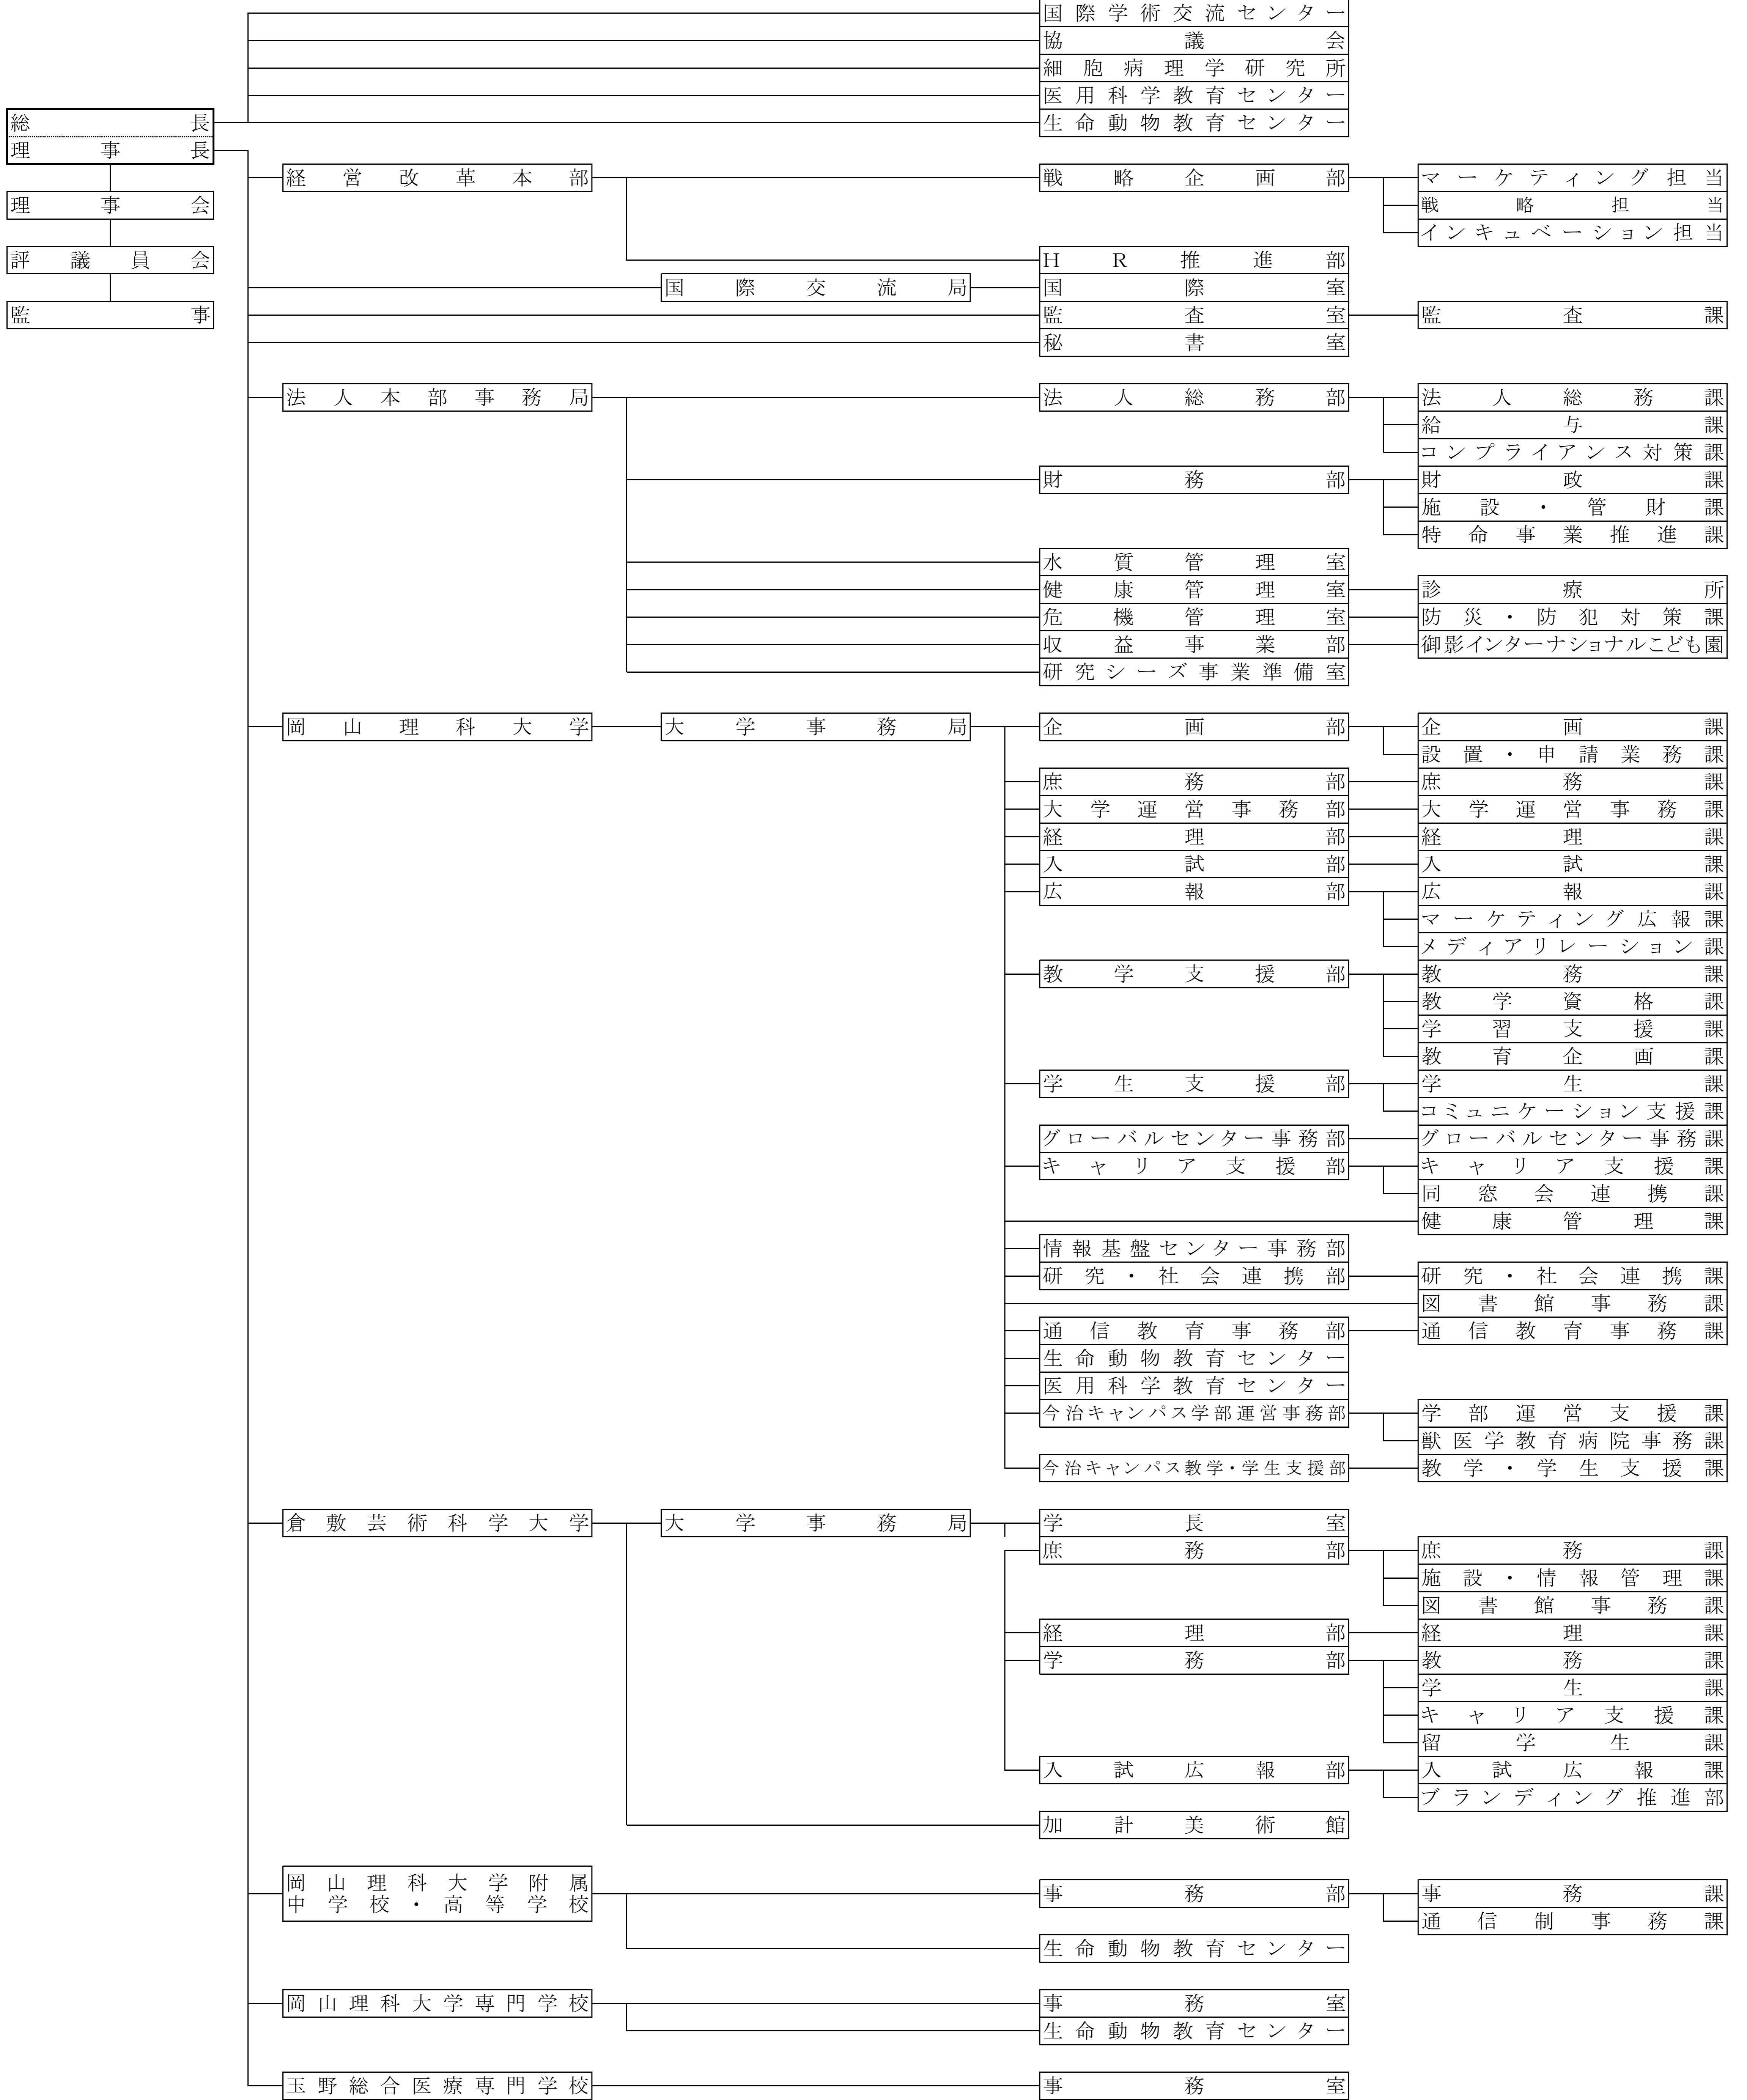 国際学術交流センター
協議会
細胞病理学研究所
医用科学教育センター
総長
生命動物教育センター
理事長
経営改革本部
戦略企画部
マーケティング担当
理事会
戦略担当
インキュベーション担当
評議員会
HR推進部
国際交流局
国際室
監事
監査室
監査課
秘書室
法人本部事務局
法人総務部
法人総務課
給与課
コンプライアンス対策課
財務部
財政課
施設・管財課
特命事業推進課
水質管理室
健康管理室
診療所
危機管理室
防災・防犯対策課
収益事業部
御影インターナショナルこども園
研究シーズ事業準備室
岡山理科大学
大学事務局
企画部
企画課
設置・申請業務課
庶務部
庶務課
大学運営事務部
大学運営事務課
経理部
経理課
入試部
入試課
広報部
広報課
マーケティング広報課
メディアリレーション課
教学支援部
教務課
教学資格課
学習支援課
教育企画課
学生支援部
学生課
コミュニケーション支援課
グローバルセンター事務部
グローバルセンター事務課
キャリア支援部
キャリア支援課
同窓会連携課
健康管理課
情報基盤センター事務部
研究・社会連携部
研究・社会連携課
図書館事務課
通信教育事務部
通信教育事務課
生命動物教育センター
医用科学教育センター
今治キャンパス学部運営事務部
学部運営支援課
獣医学教育病院事務課
今治キャンパス教学・学生支援部
教学・学生支援課
倉敷芸術科学大学
大学事務局
学長室
庶務部
庶務課
施設・情報管理課
図書館事務課
経理部
経理課
学務部
教務課
学生課
キャリア支援課
留学生課
入試広報部
入試広報課
ブランディング推進部
加計美術館
岡山理科大学附属
中学校・高等学校
事務部
事務課
通信制事務課
生命動物教育センター
岡山理科大学専門学校
事務室
生命動物教育センター
玉野総合医療専門学校
事務室